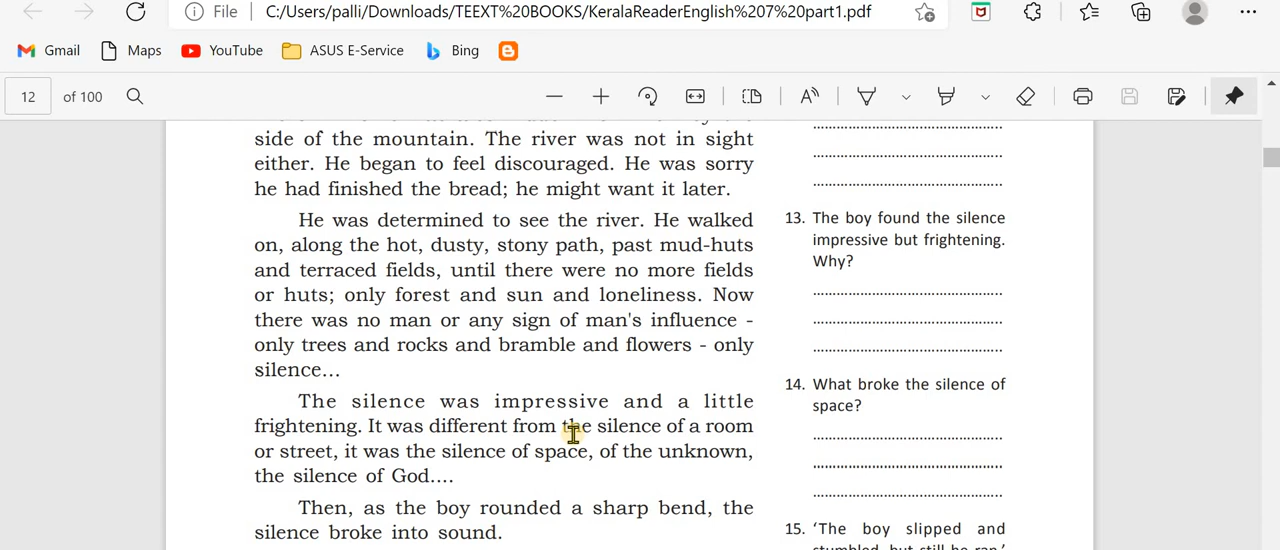 File C:/Users/palli/Downloads/TEEXT%20BOOKS/KeralaReaderEnglish%207%20part1.pdf
Gmail Maps YouTube ASUS E-Service Bing
12 of 100
side of the mountain. The river was not in sight
either. He began to feel discouraged. He was sorry
he had finished the bread; he might want it later.
He was determined to see the river. He walked
on, along the hot, dusty, stony path, past mud-huts
and terraced fields, until there were no more fields
or huts; only forest and sun and loneliness. Now
there was no man or any sign of man's influence -
only trees and rocks and bramble and flowers - only
silence...
The silence was impressive and a little
frightening. It was different from the silence of a room
or street, it was the silence of space, of the unknown,
the silence of God....
Then, as the boy rounded a sharp bend, the
silence broke into sound.
13. The boy found the silence
impressive but frightening.
Why?
14. What broke the silence of
space?
15. ‘The boy slipped and
stumbled, but still he ran.’